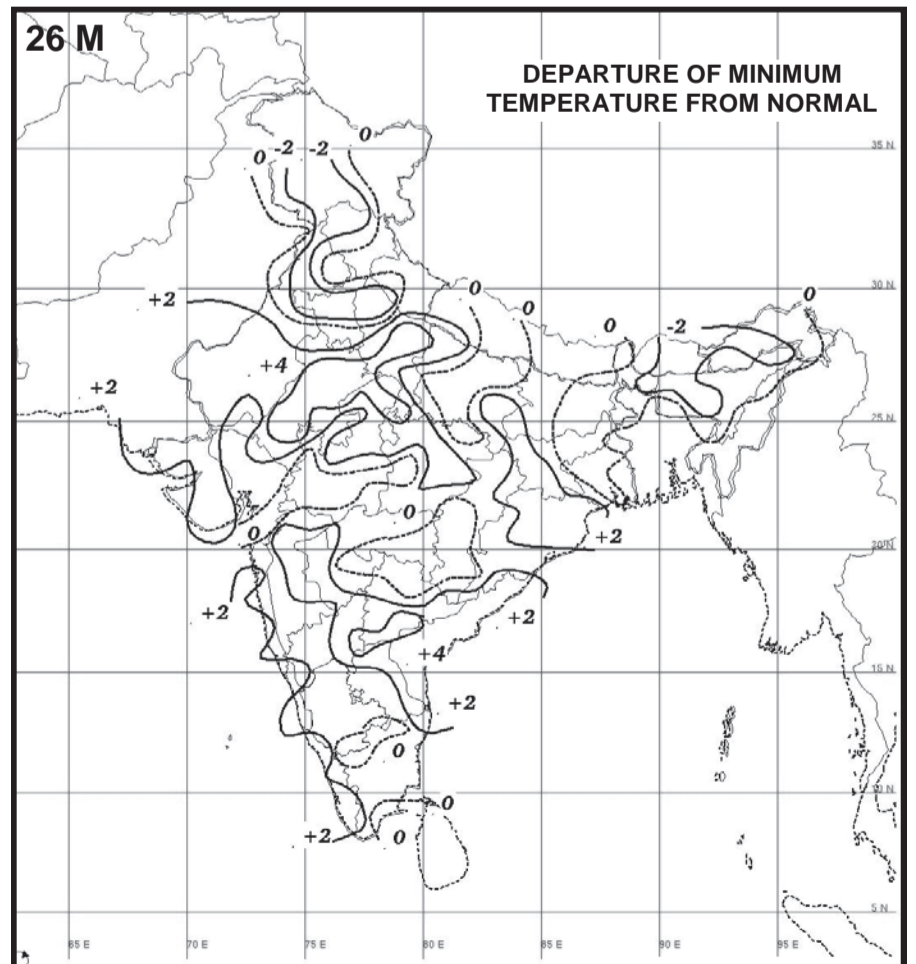 26 M
DEPARTURE OF MINIMUM
TEMPERATURE FROM NORMAL
0
0
-2
-2
35 N
+2
0
0
0
0
30 N
-2
+4
+2
25 N
0
0
+2
20 N
+2
+2
+4
15 N
+2
0
0
10 N
+2
0
5 N
65 E
70 E
75 E
80 E
85 E
90 E
95 E